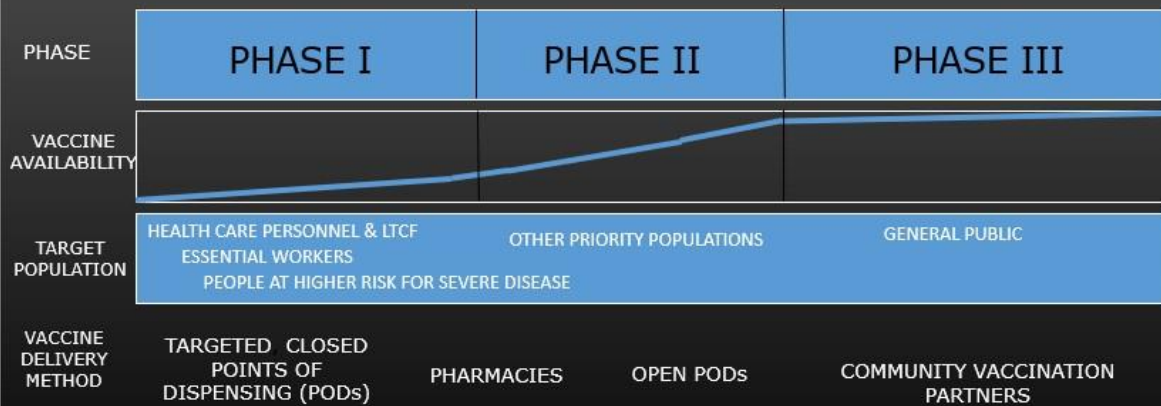 PHASE
PHASE I
PHASE II
PHASE III
VACCINE
AVAILABILITY
TARGET
POPULATION
HEALTH CARE PERSONNEL & LTCF
ESSENTIAL WORKERS
PEOPLE AT HIGHER RISK FOR SEVERE DISEASE
OTHER PRIORITY POPULATIONS
GENERAL PUBLIC
VACCINE
DELIVERY
METHOD
TARGETED CLOSED
POINTS OF
DISPENSING (PODs)
PHARMACIES
OPEN PODs
COMMUNITY VACCINATION
PARTNERS